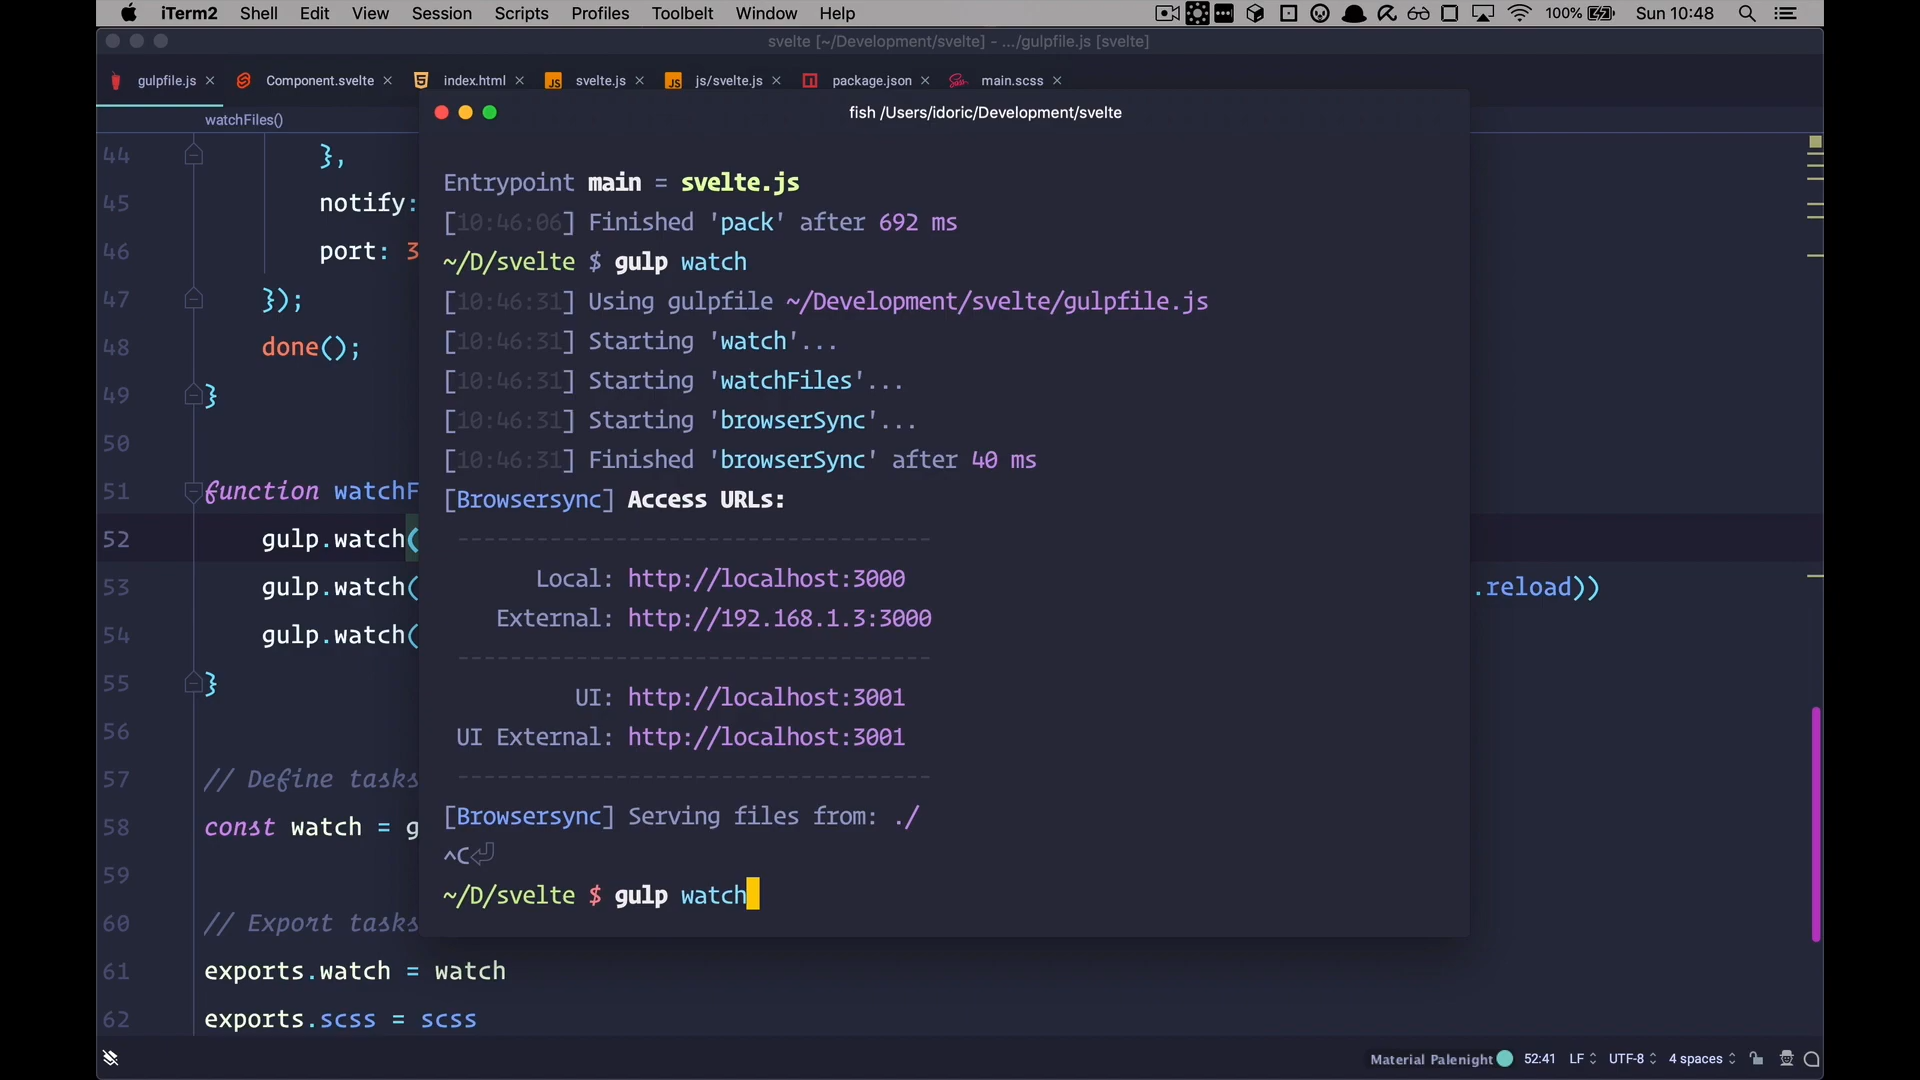 iTerm2 Shell Edit View Session Scripts Profiles Toolbelt Window Help 100% Sun 10:48
svelte [~/Development/svelte] - .../gulpfile.js [svelte]
gulpfile.js Component.svelte index.html svelte.js js/svelte.js package.json main.scss
watchFiles()
fish /Users/idoric/Development/svelte
Entrypoint main = svelte.js
[10:46:06] Finished 'pack' after 692 ms
~/D/svelte $ gulp watch
[10:46:31] Using gulpfile ~/Development/svelte/gulpfile.js
[10:46:31] Starting 'watch'...
[10:46:31] Starting 'watchFiles'...
[10:46:31] Starting 'browserSync'...
[10:46:31] Finished 'browserSync' after 40 ms
[Browsersync] Access URLs:
-----------------------------------
Local: http://localhost:3000
External: http://192.168.1.3:3000
-----------------------------------
UI: http://localhost:3001
UI External: http://localhost:3001
-----------------------------------
[Browsersync] Serving files from: ./
^C⏎
~/D/svelte $ gulp watch
44 },
45 notify:
46 port: 3
47 });
48 done();
49 }
50
51 function watchF
52 gulp.watch(
53 gulp.watch( .reload))
54 gulp.watch(
55 }
56
57 // Define tasks
58 const watch = g
59
60 // Export tasks
61 exports.watch = watch
62 exports.scss = scss
Material Palenight 52:41 LF UTF-8 4 spaces